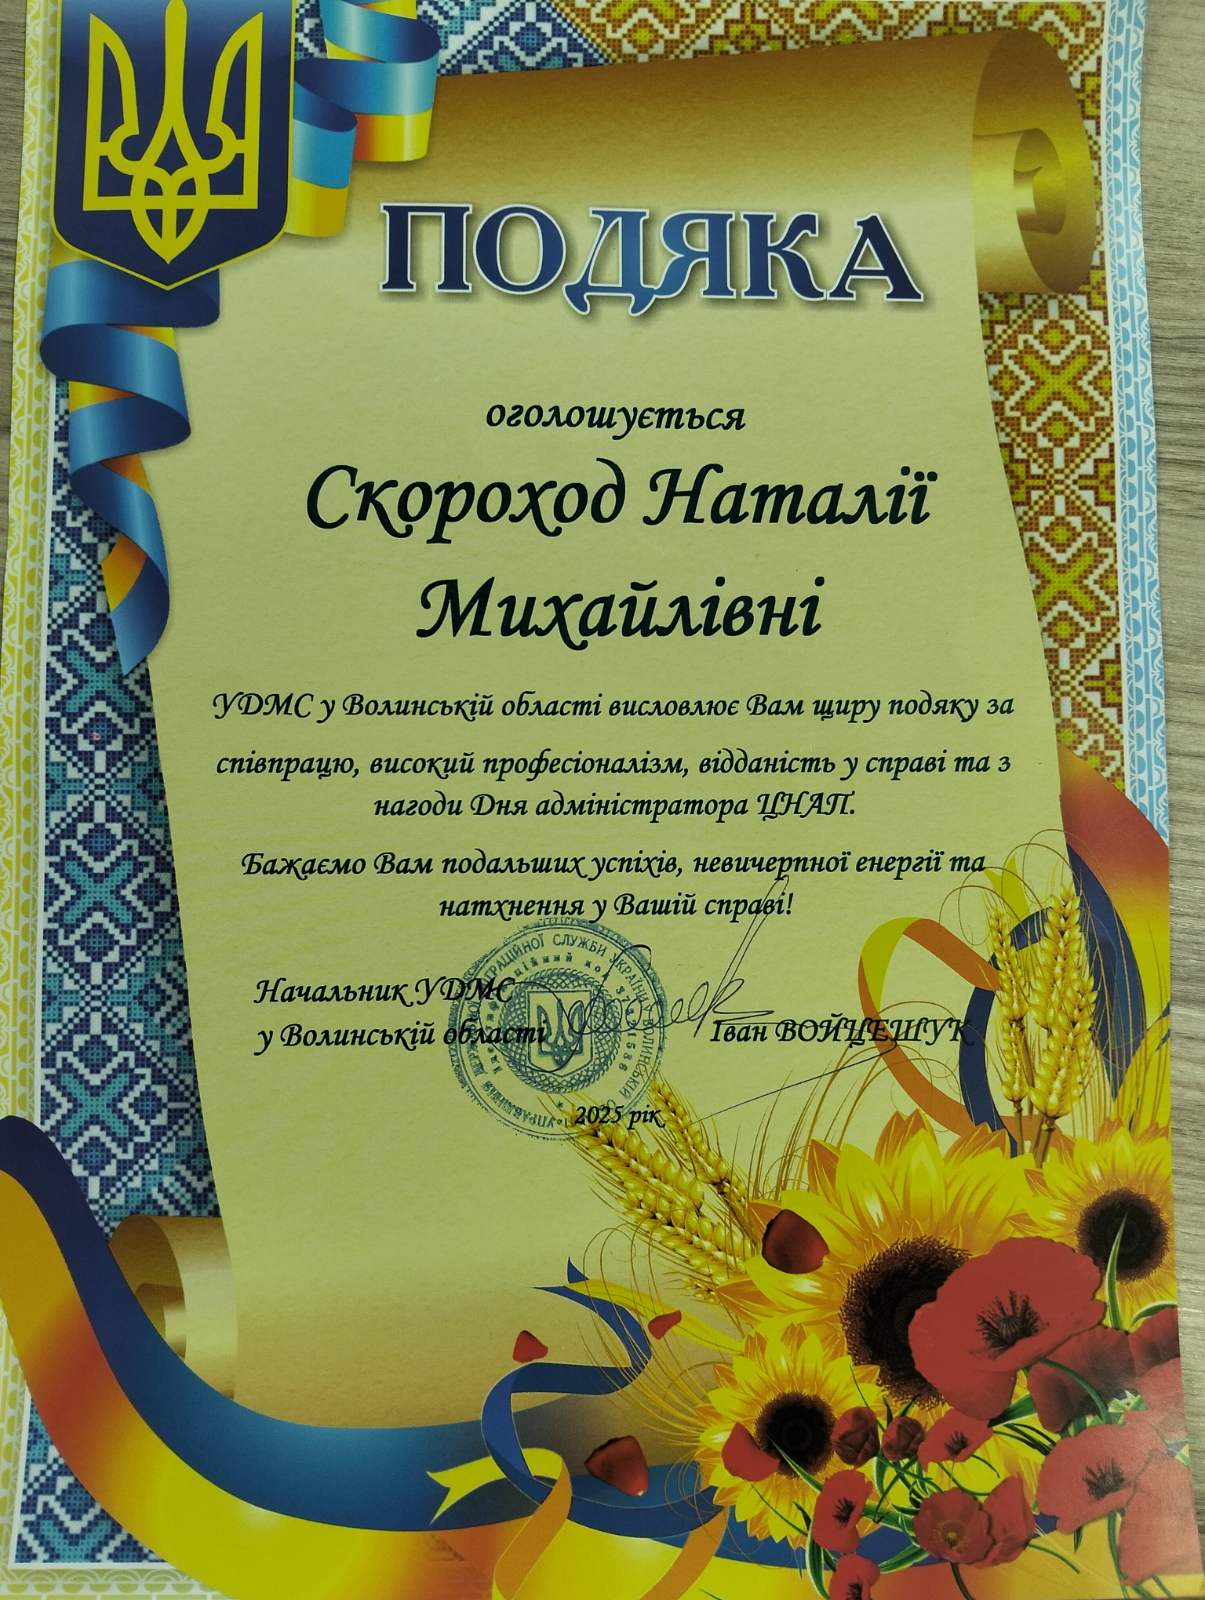 ПОДЯКА
оголошується
Скороход Наталії
Михайлівні
УДМС у Волинській області висловлює Вам щиру подяку за
співпрацю, високий професіоналізм, відданість у справі та з
нагоди Дня адміністратора ЦНАП.
Бажаємо Вам подальших успіхів, невичерпної енергії та
натхнення у Вашій справі!
Начальник УДМС
у Волинській області
Іван ВОЙЦЕШУК
2025 рік